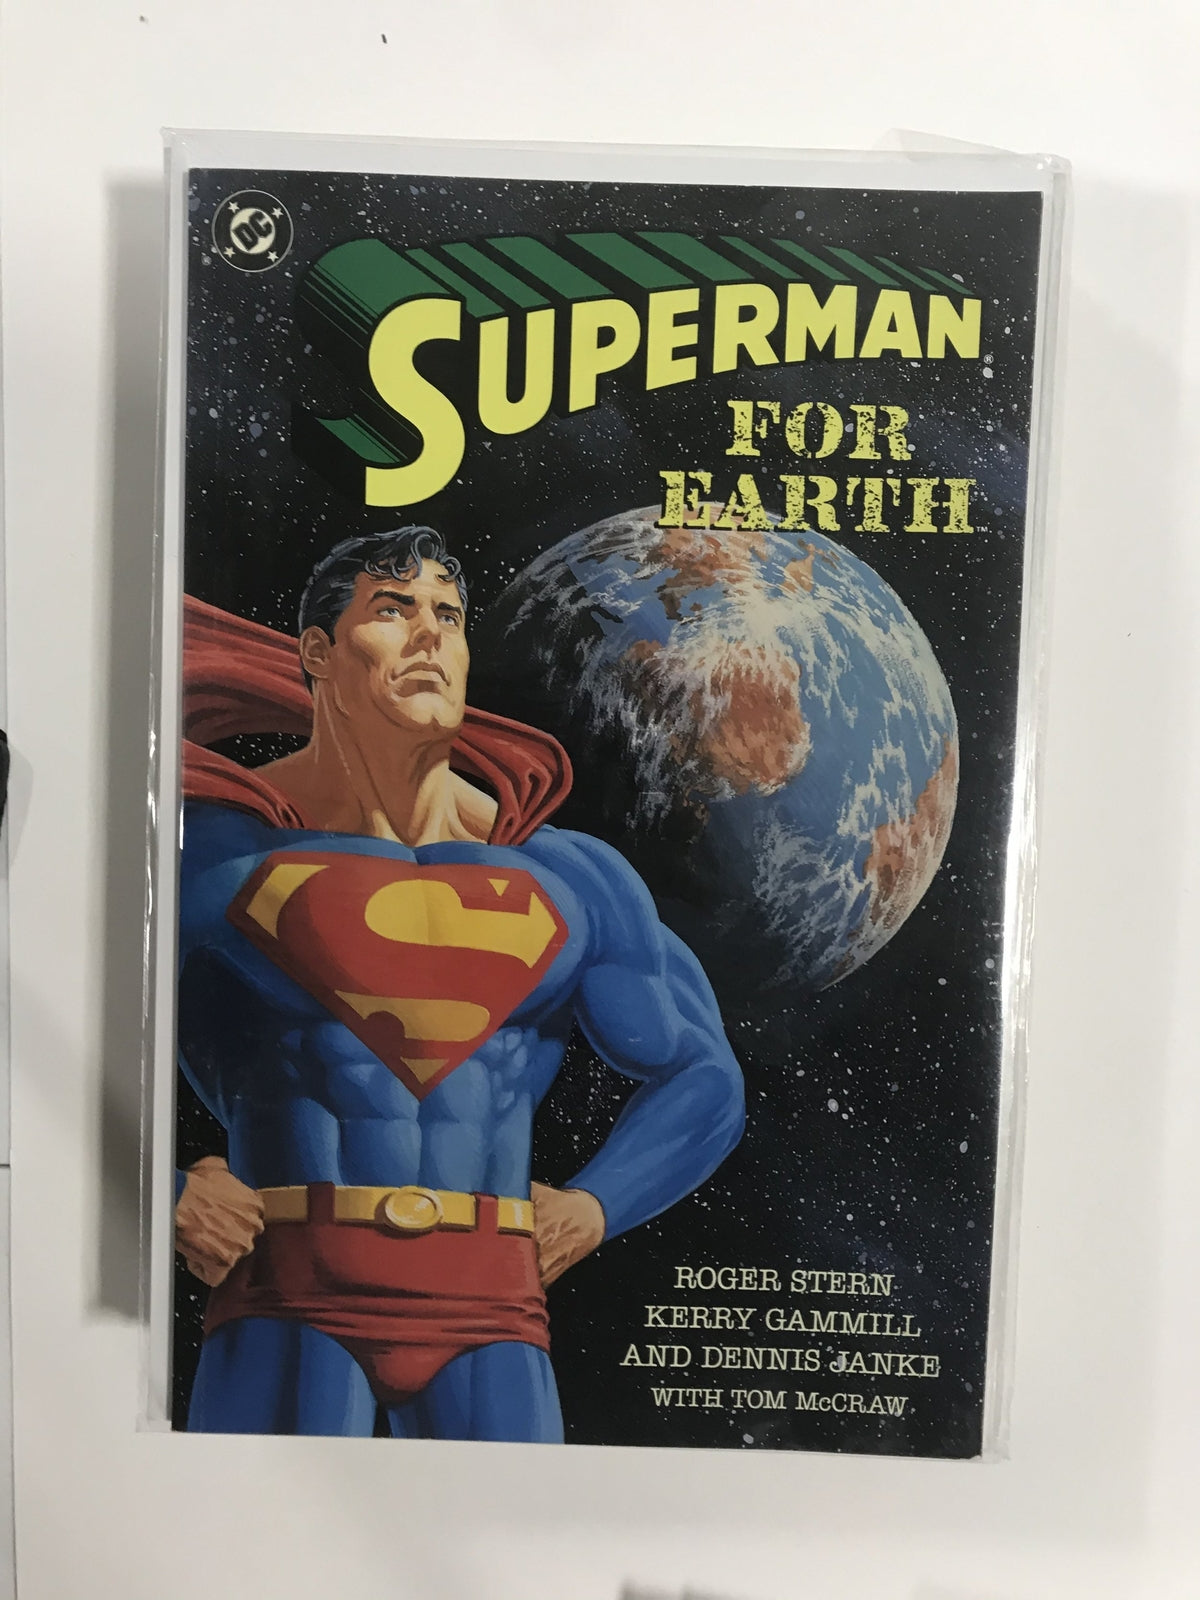 DC
SUPERMAN
FOR
EARTH
ROGER STERN
KERRY GAMMILL
AND DENNIS JANKE
WITH TOM McCRAW